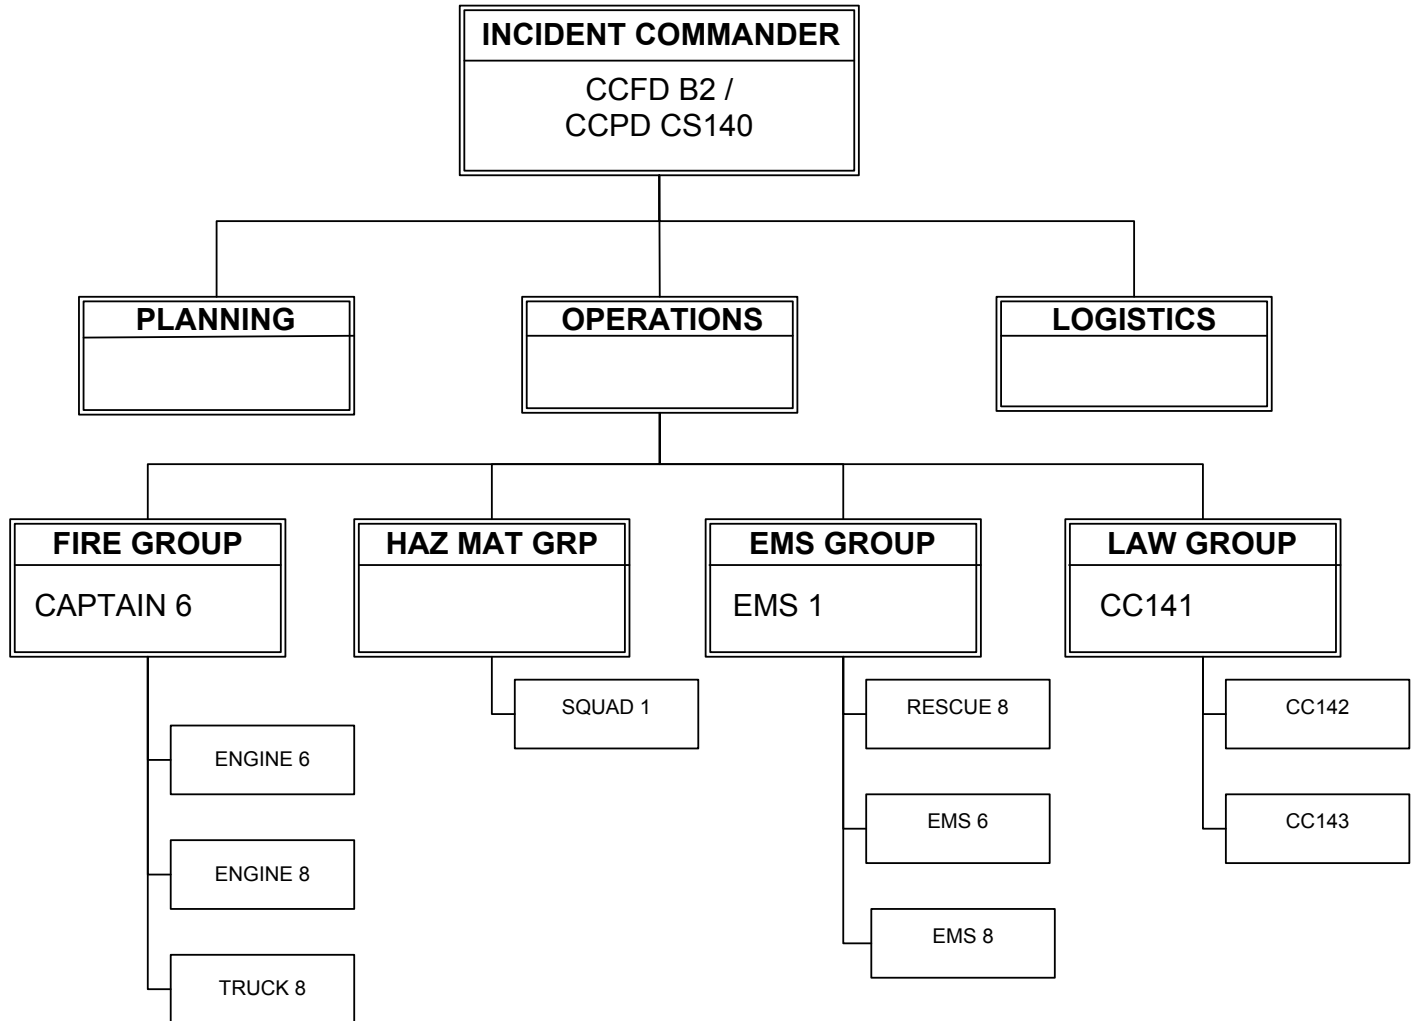 INCIDENT COMMANDER
CCFD B2 /
CCPD CS140
PLANNING
OPERATIONS
LOGISTICS
FIRE GROUP
CAPTAIN 6
HAZ MAT GRP
EMS GROUP
EMS 1
LAW GROUP
CC141
ENGINE 6
ENGINE 8
TRUCK 8
SQUAD 1
RESCUE 8
EMS 6
EMS 8
CC142
CC143